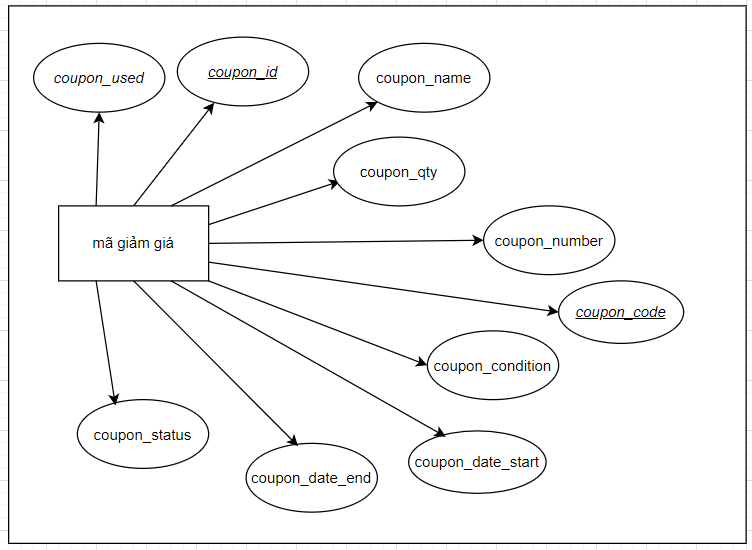 coupon_used
coupon_id
coupon_name
coupon_qty
mã giảm giá
coupon_number
coupon_code
coupon_condition
coupon_status
coupon_date_end
coupon_date_start